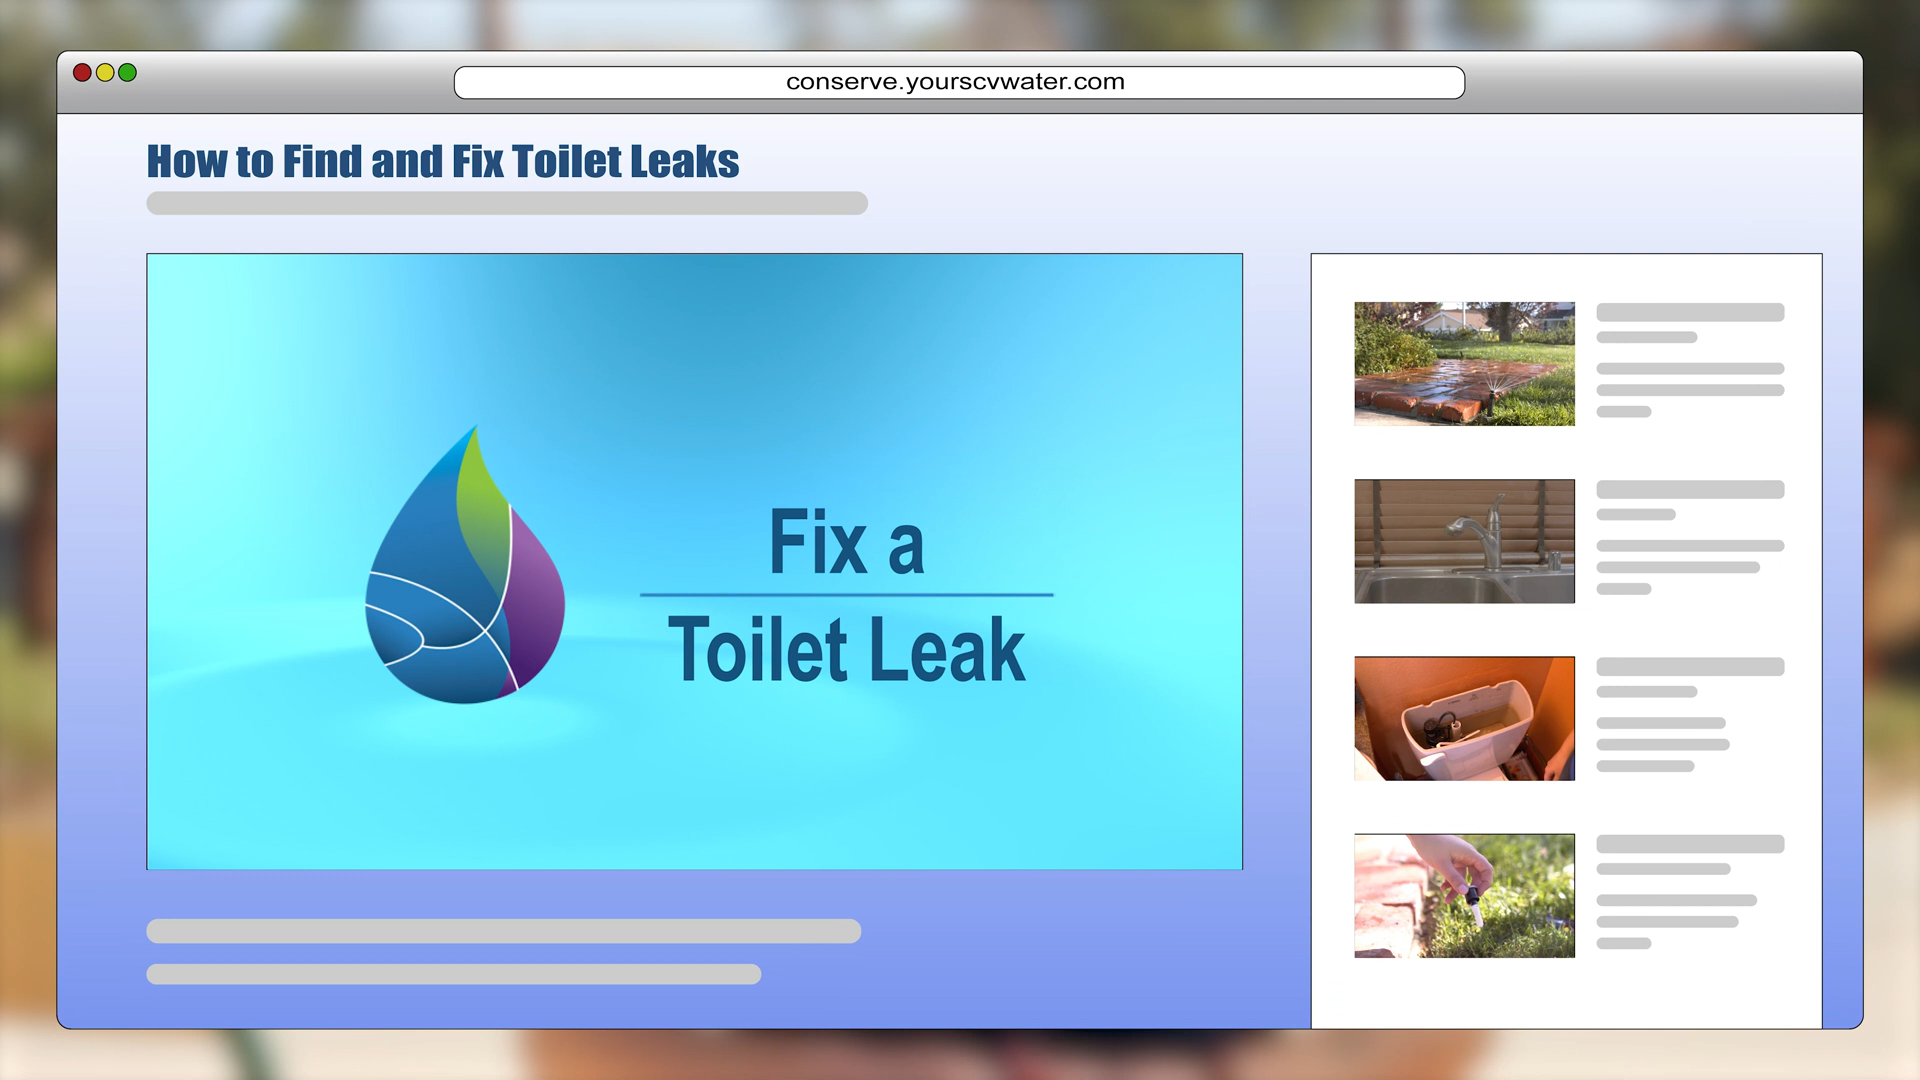 conserve.yourscvwater.com
How to Find and Fix Toilet Leaks
Fix a
Toilet Leak